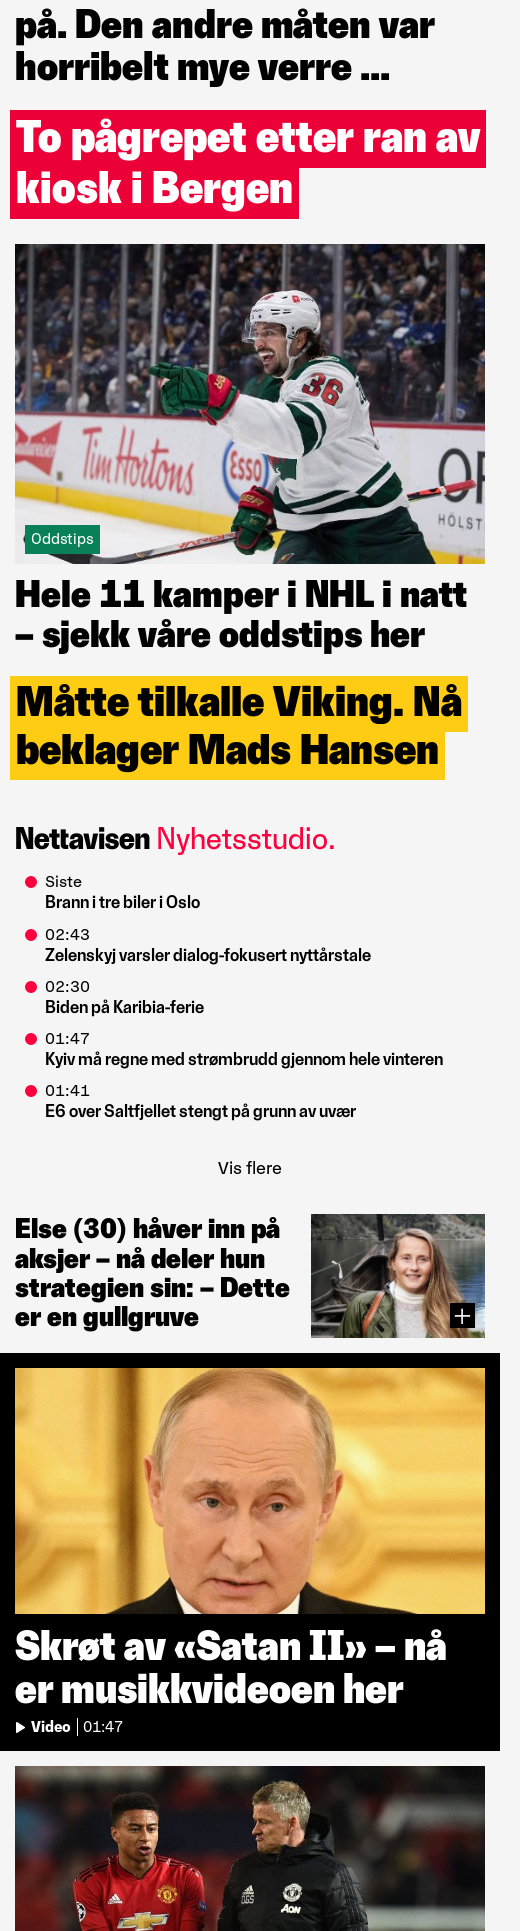 på. Den andre måten var
horribelt mye verre ...
To pågrepet etter ran av
kiosk i Bergen
36
Budweiser
Tim Hortons
Esso
HÖLST
Oddstips
Hele 11 kamper i NHL i natt
– sjekk våre oddstips her
Måtte tilkalle Viking. Nå
beklager Mads Hansen
Nettavisen Nyhetsstudio.
Siste
Brann i tre biler i Oslo
02:43
Zelenskyj varsler dialog-fokusert nyttårstale
02:30
Biden på Karibia-ferie
01:47
Kyiv må regne med strømbrudd gjennom hele vinteren
01:41
E6 over Saltfjellet stengt på grunn av uvær
Vis flere
Else (30) håver inn på
aksjer – nå deler hun
strategien sin: – Dette
er en gullgruve
Skrøt av «Satan II» – nå
er musikkvideoen her
Video 01:47
adidas
OGS
AON